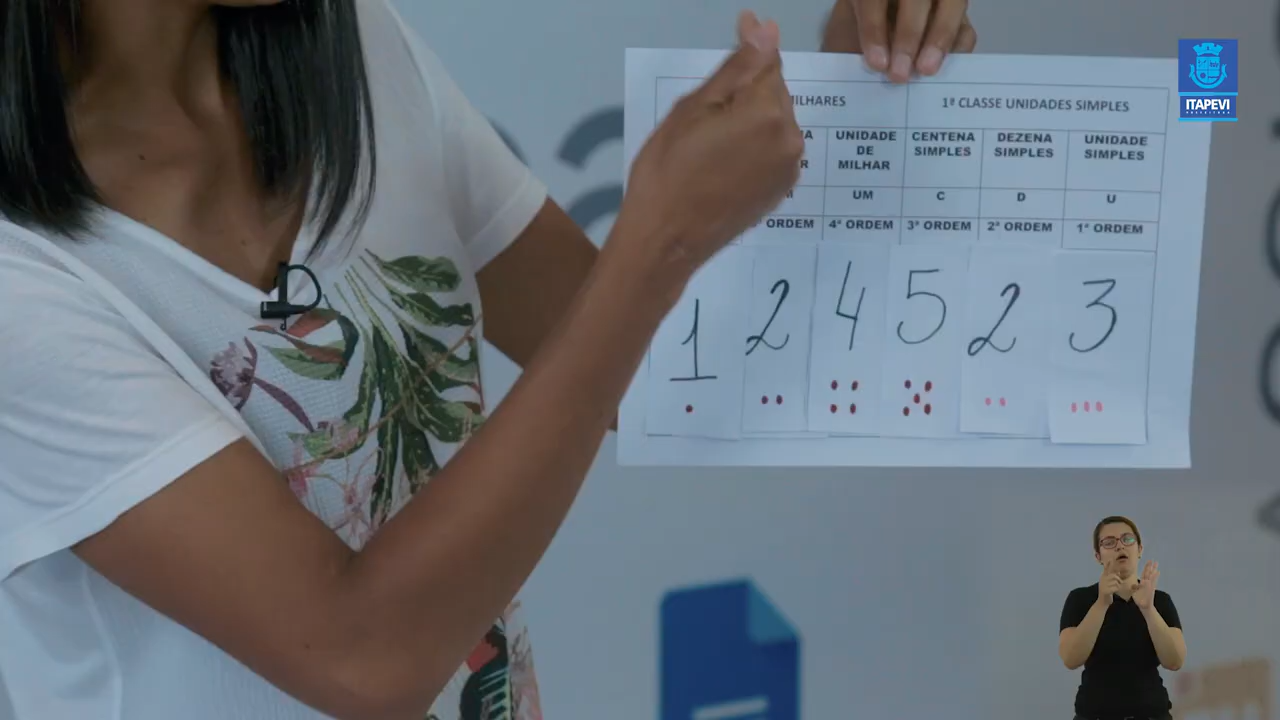 ITAPEVI
PREFEITURA
1ª CLASSE UNIDADES SIMPLES
UNIDADE DE MILHAR
CENTENA SIMPLES
DEZENA SIMPLES
UNIDADE SIMPLES
UM C D U
ORDEM 4ª ORDEM 3ª ORDEM 2ª ORDEM 1ª ORDEM
1 2 4 5 2 3